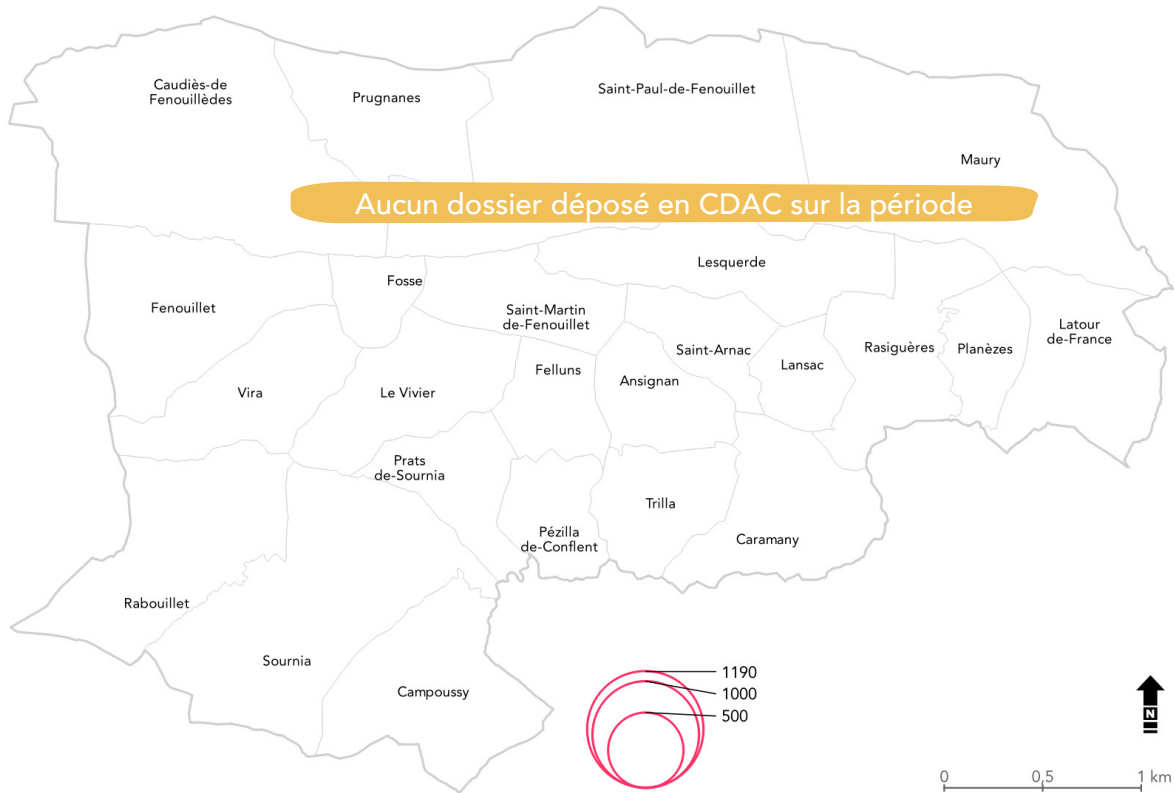 Caudiès-de
Fenouillèdes
Prugnanes
Saint-Paul-de-Fenouillet
Maury
Aucun dossier déposé en CDAC sur la période
Lesquerde
Fosse
Fenouillet
Saint-Martin
de-Fenouillet
Latour
de-France
Saint-Arnac
Rasiguères
Planèzes
Lansac
Felluns
Ansignan
Vira
Le Vivier
Prats
de-Sournia
Trilla
Pézilla
de-Conflent
Caramany
Rabouillet
Sournia
Campoussy
1190
1000
500
N
0
0,5
1 km